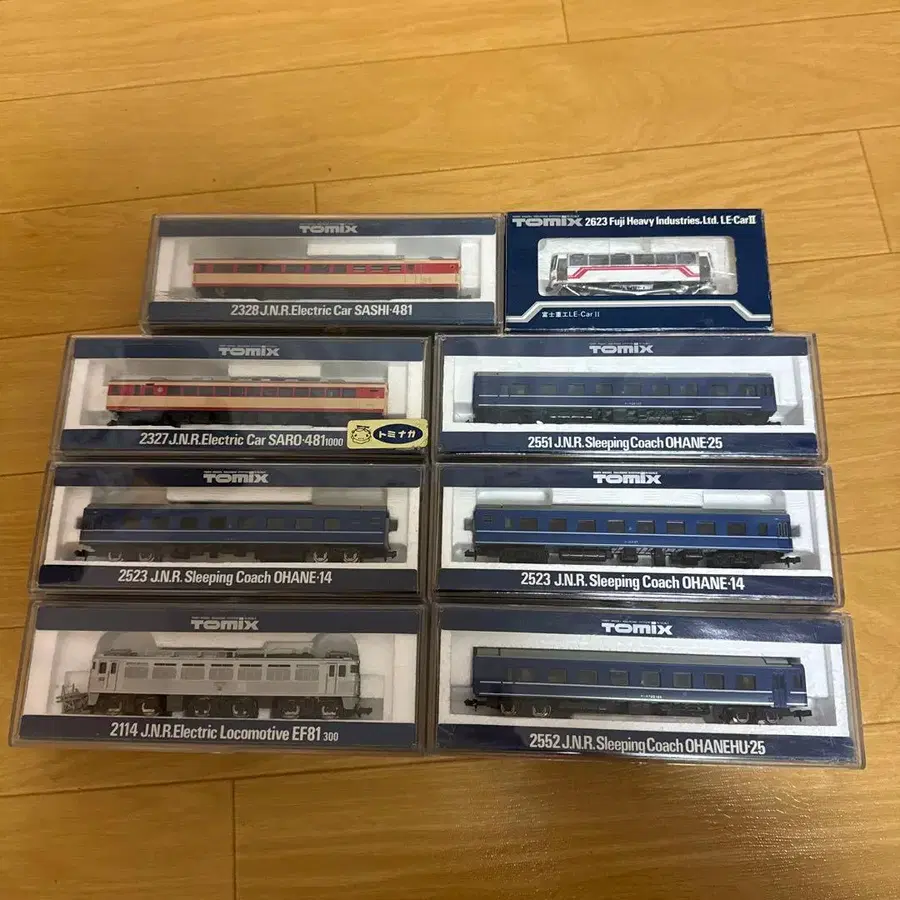 TOMIX
2328 J.N.R. Electric Car SASHI·481
TOMIX 2623 Fuji Heavy Industries. Ltd. LE·Car II
富士重工LE-Car II
TOMIX
2327 J.N.R. Electric Car SARO·481 1000
トミナガ
TOMIX
2551 J.N.R. Sleeping Coach OHANE·25
TOMIX
2523 J.N.R. Sleeping Coach OHANE·14
TOMIX
2523 J.N.R. Sleeping Coach OHANE·14
TOMIX
2114 J.N.R. Electric Locomotive EF81 300
TOMIX
2552 J.N.R. Sleeping Coach OHANEHU·25